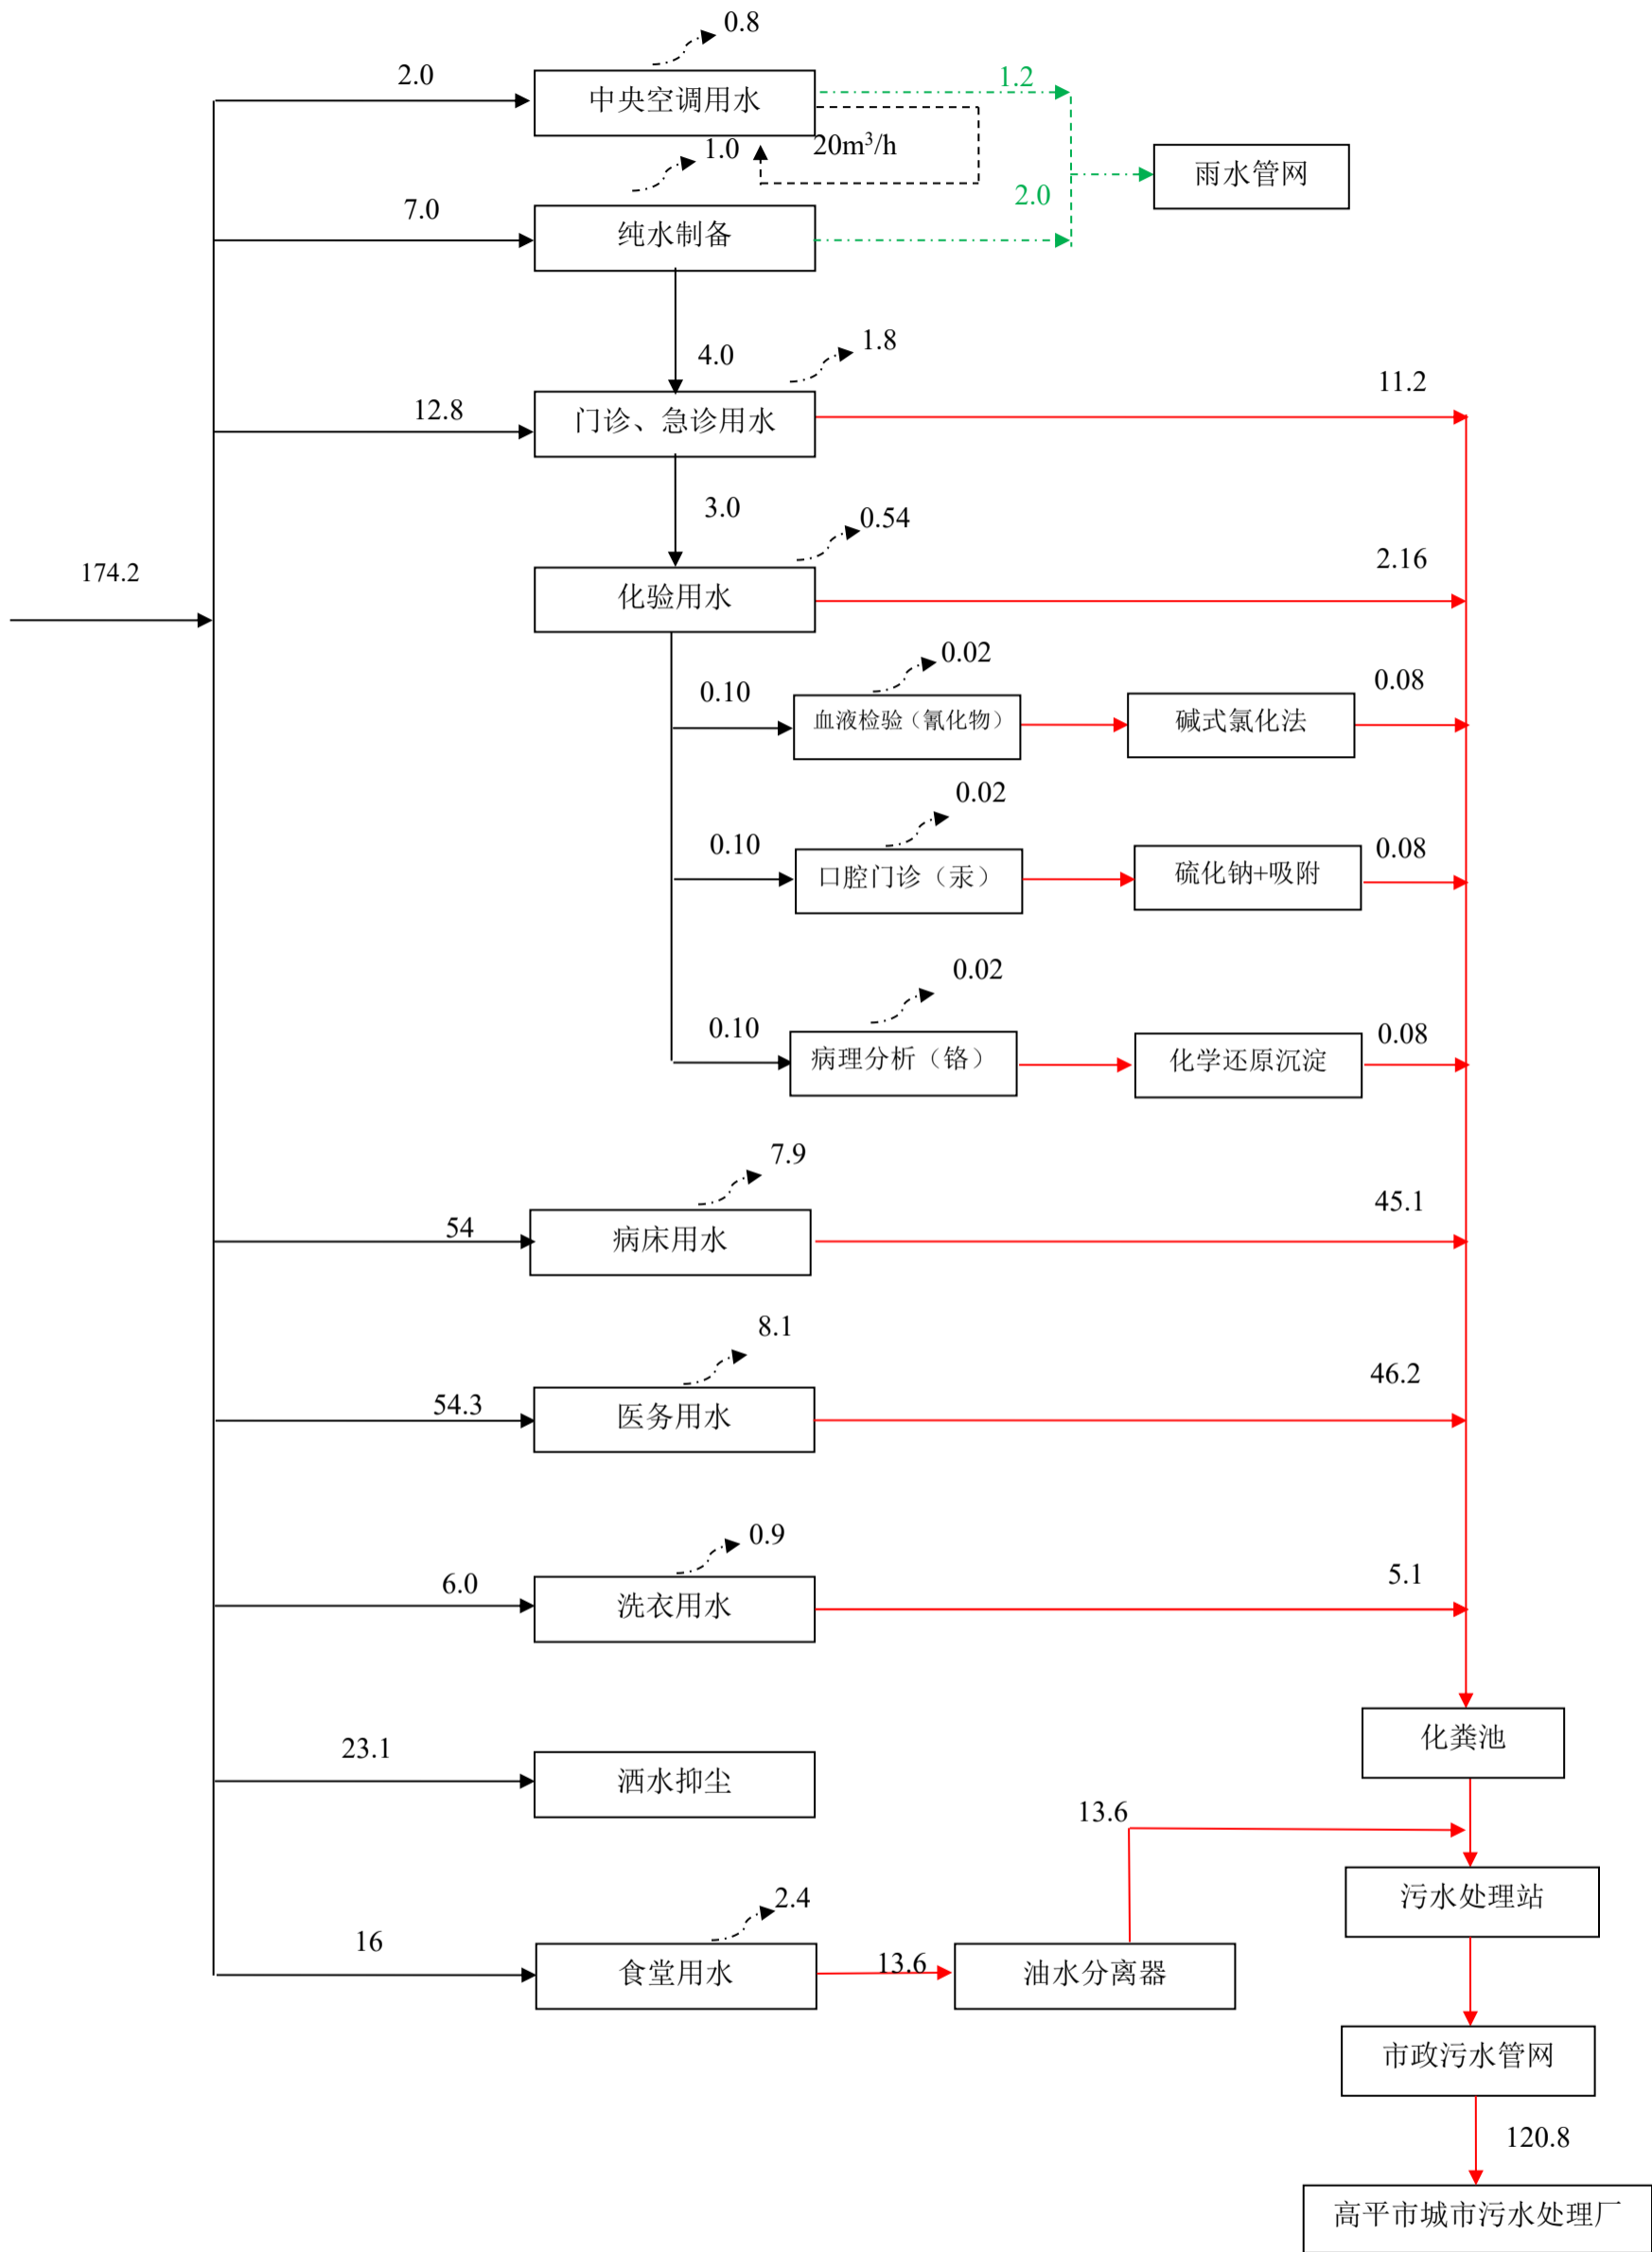 0.8
2.0
中央空调用水
1.2
20m³/h
1.0
雨水管网
7.0
纯水制备
2.0
4.0
1.8
12.8
门诊、急诊用水
11.2
3.0
0.54
174.2
化验用水
2.16
0.02
0.10
血液检验（氰化物）
碱式氯化法
0.08
0.02
0.10
口腔门诊（汞）
硫化钠+吸附
0.08
0.02
0.10
病理分析（铬）
化学还原沉淀
0.08
7.9
54
病床用水
45.1
8.1
54.3
医务用水
46.2
0.9
6.0
洗衣用水
5.1
化粪池
23.1
洒水抑尘
13.6
污水处理站
2.4
16
食堂用水
13.6
油水分离器
市政污水管网
120.8
高平市城市污水处理厂